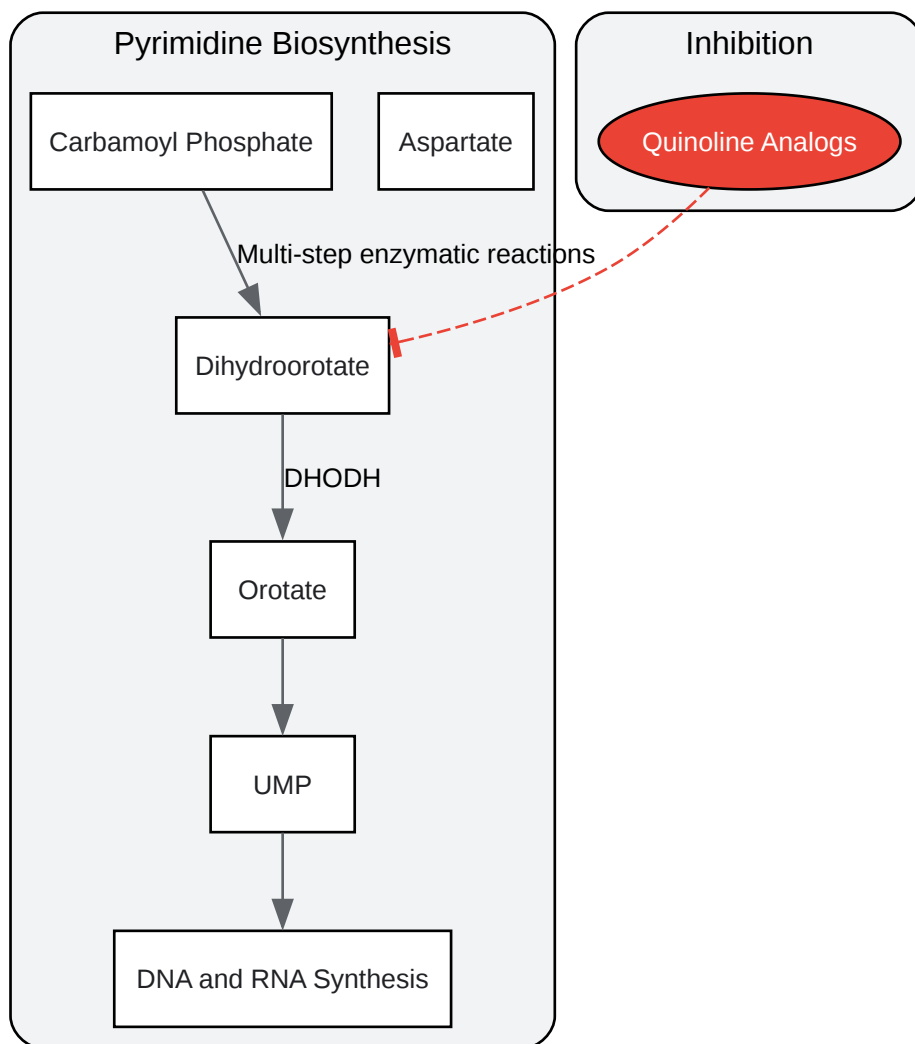 Pyrimidine Biosynthesis
Inhibition
Carbamoyl Phosphate
Aspartate
Quinoline Analogs
Multi-step enzymatic reactions
Dihydroorotate
DHODH
Orotate
UMP
DNA and RNA Synthesis